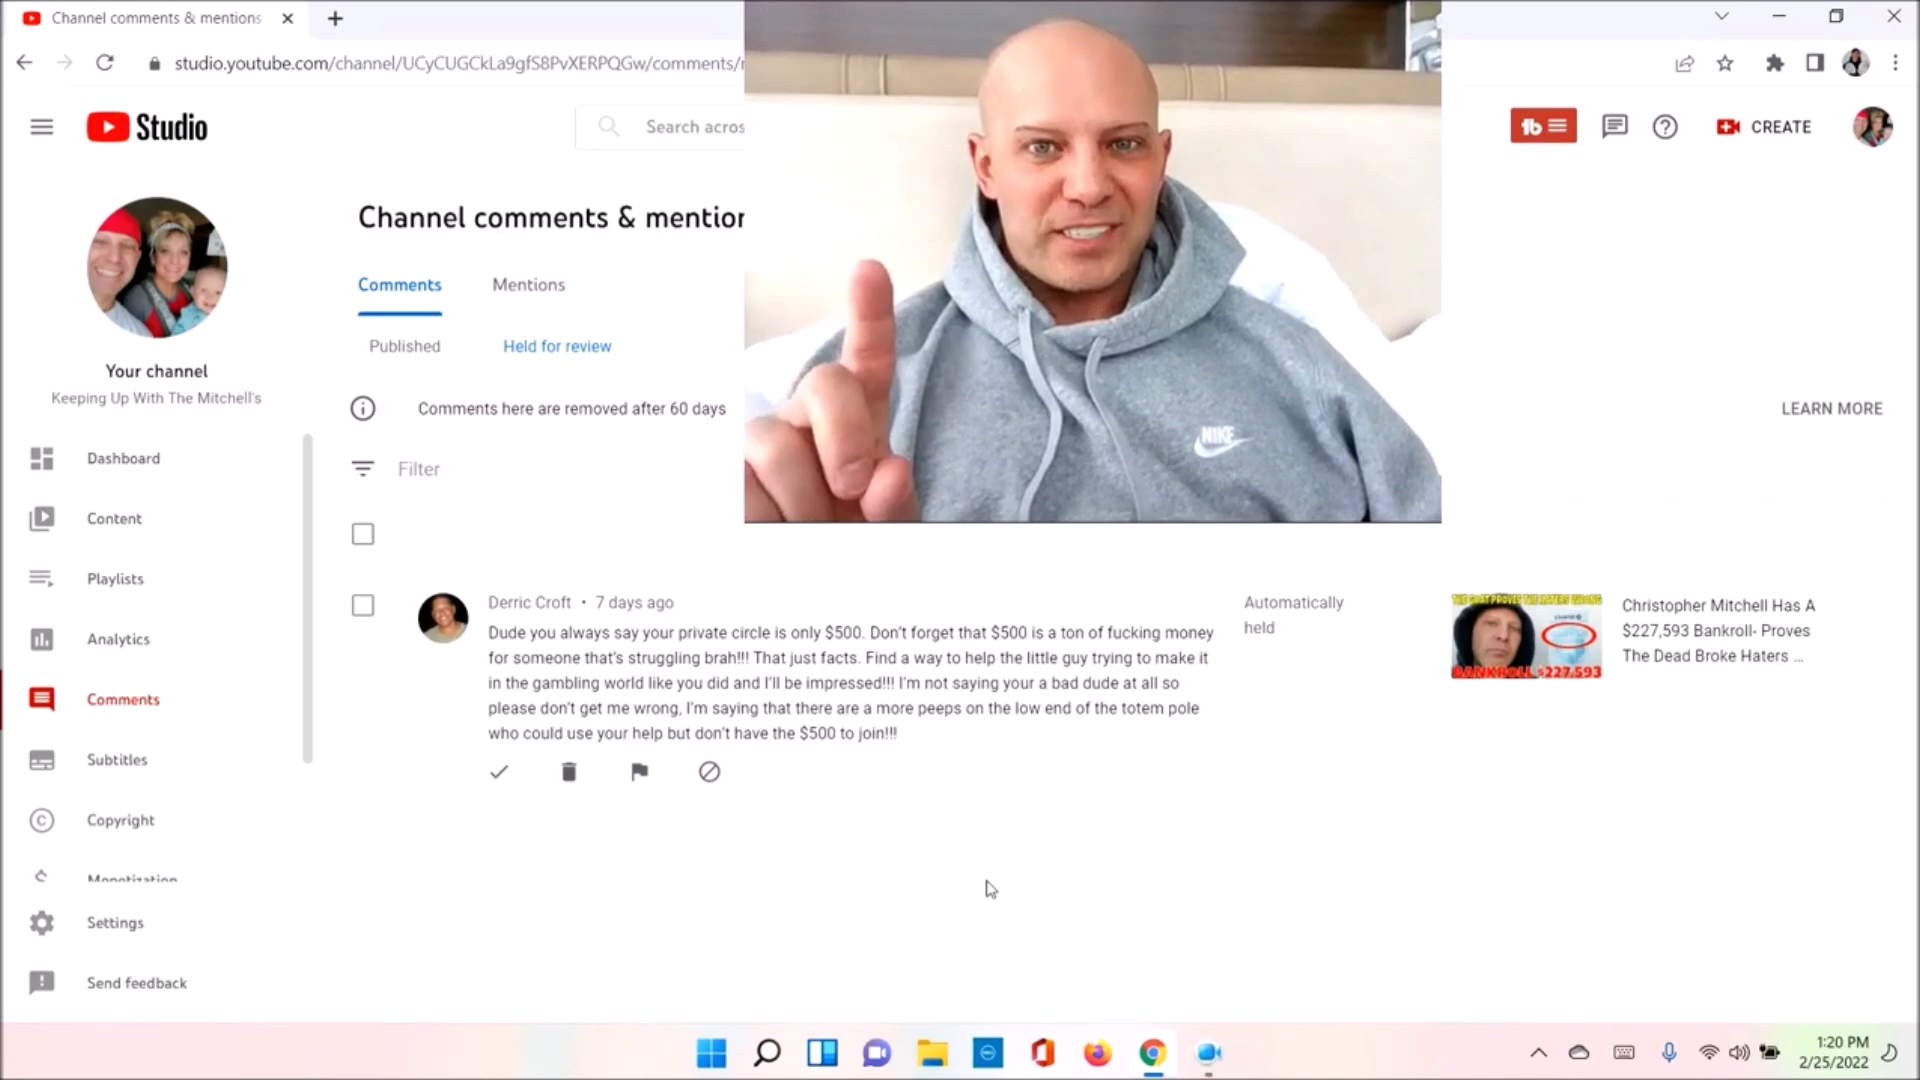 Channel comments & mentions
studio.youtube.com/channel/UCyCUGCkLa9gfS8PvXERPQGw/comments/
Studio
Search acros
CREATE
Channel comments & mention
Comments
Mentions
Published
Held for review
Your channel
Keeping Up With The Mitchell's
Comments here are removed after 60 days
LEARN MORE
NIKE
Filter
Dashboard
Content
Playlists
Analytics
Comments
Subtitles
Copyright
Monetization
Settings
Send feedback
Derric Croft • 7 days ago
Dude you always say your private circle is only $500. Don't forget that $500 is a ton of fucking money
for someone that's struggling brah!!! That just facts. Find a way to help the little guy trying to make it
in the gambling world like you did and I'll be impressed!!! I'm not saying your a bad dude at all so
please don't get me wrong, I'm saying that there are a more peeps on the low end of the totem pole
who could use your help but don't have the $500 to join!!!
Automatically
held
THE GOAT PROVES THE HATERS WRONG
BANKROLL $227,593
Christopher Mitchell Has A
$227,593 Bankroll- Proves
The Dead Broke Haters ...
1:20 PM
2/25/2022